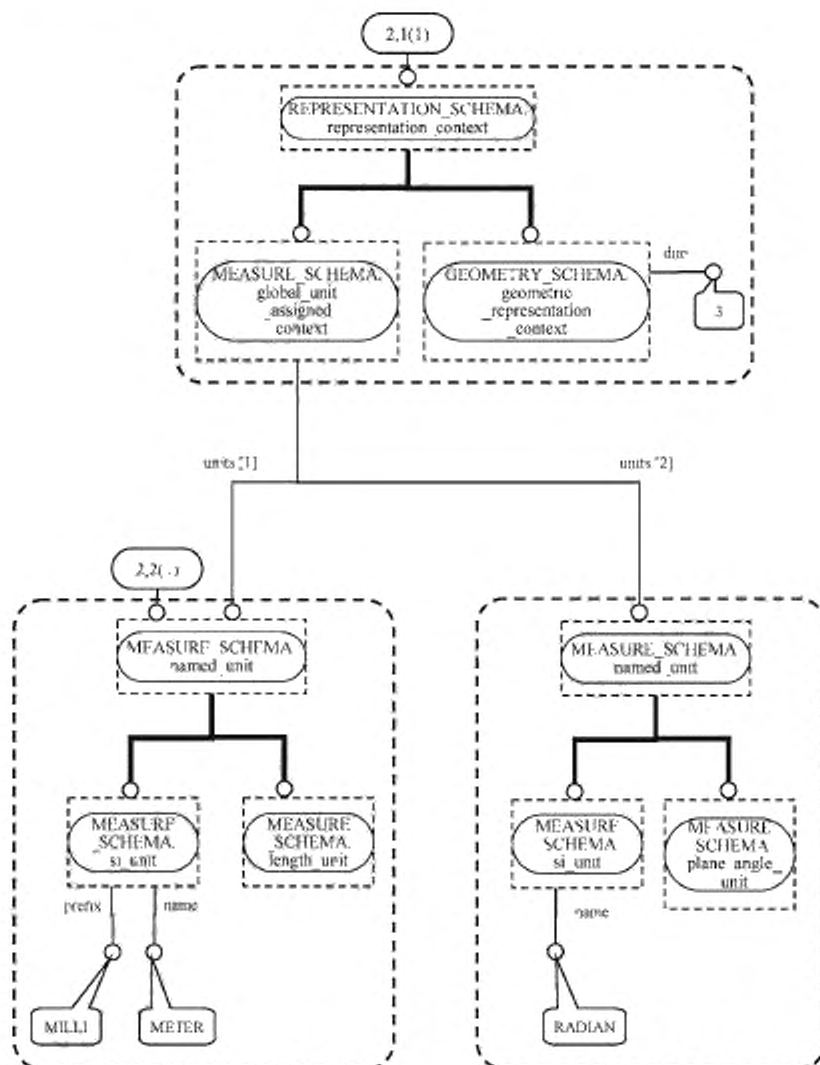 2,1(1)
REPRESENTATION_SCHEMA.
representation_context
MEASURE_SCHEMA.
global_unit
_assigned
_context
GEOMETRY_SCHEMA.
geometric
_representation
_context
dim
3
units [1]
units [2]
MEASURE_SCHEMA
named_unit
MEASURE_SCHEMA
named_unit
MEASURE
_SCHEMA.
si_unit
MEASURE
_SCHEMA.
length_unit
MEASURE
SCHEMA
si_unit
MEASURE
SCHEMA
plane_angle_
unit
prefix
name
name
MILLI
METER
RADIAN